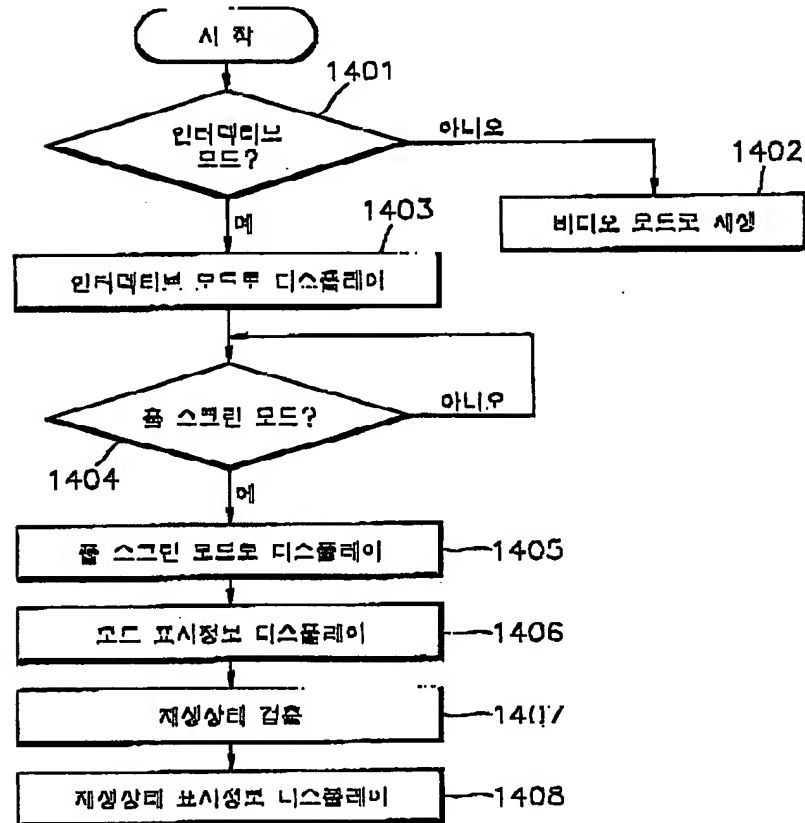 시 작
1401
인터랙티브
모드?
아니오
1402
비디오 모드로 재생
예
1403
인터랙티브 모드로 디스플레이
풀 스크린 모드?
아니오
1404
예
풀 스크린 모드로 디스플레이
1405
모드 표시정보 디스플레이
1406
재생상태 검출
1407
재생상태 표시정보 디스플레이
1408